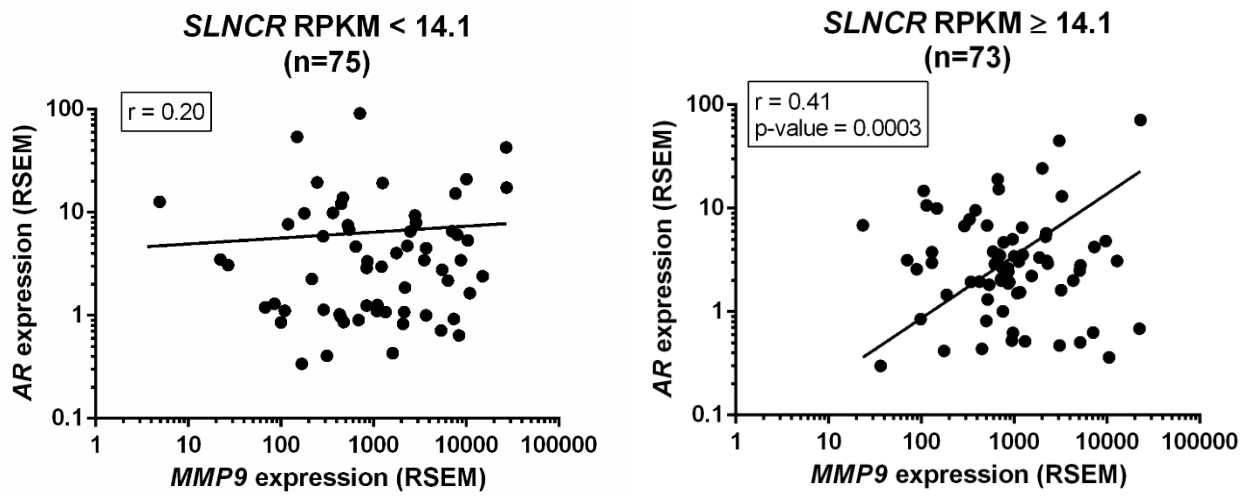 SLNCR RPKM < 14.1
(n=75)
r = 0.20
100
10
1
0.1
AR expression (RSEM)
1 10 100 1000 10000 100000
MMP9 expression (RSEM)
SLNCR RPKM ≥ 14.1
(n=73)
r = 0.41
p-value = 0.0003
100
10
1
0.1
AR expression (RSEM)
1 10 100 1000 10000 100000
MMP9 expression (RSEM)